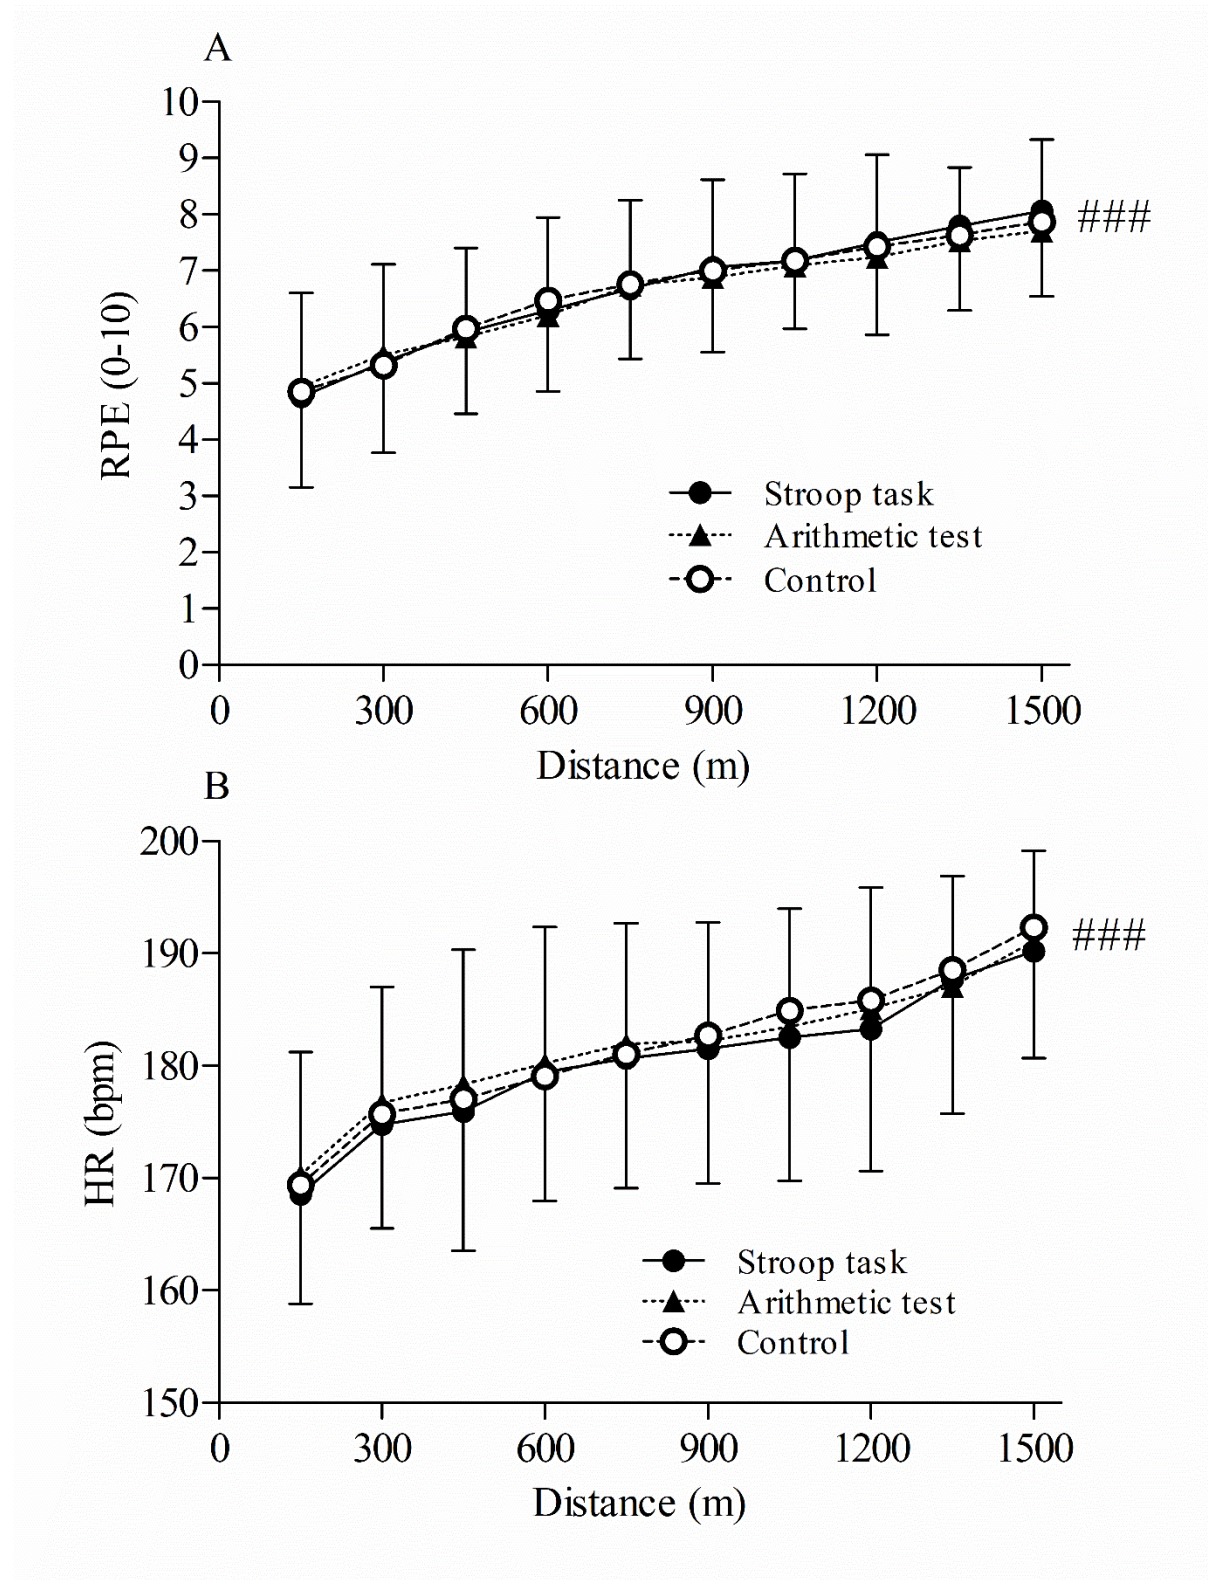 A
10
9
8
###
7
6
5
RPE (0-10)
4
3
Stroop task
2
Arithmetic test
1
Control
0
0 300 600 900 1200 1500
Distance (m)
B
200
190
###
180
HR (bpm)
170
160
Stroop task
Arithmetic test
Control
150
0 300 600 900 1200 1500
Distance (m)